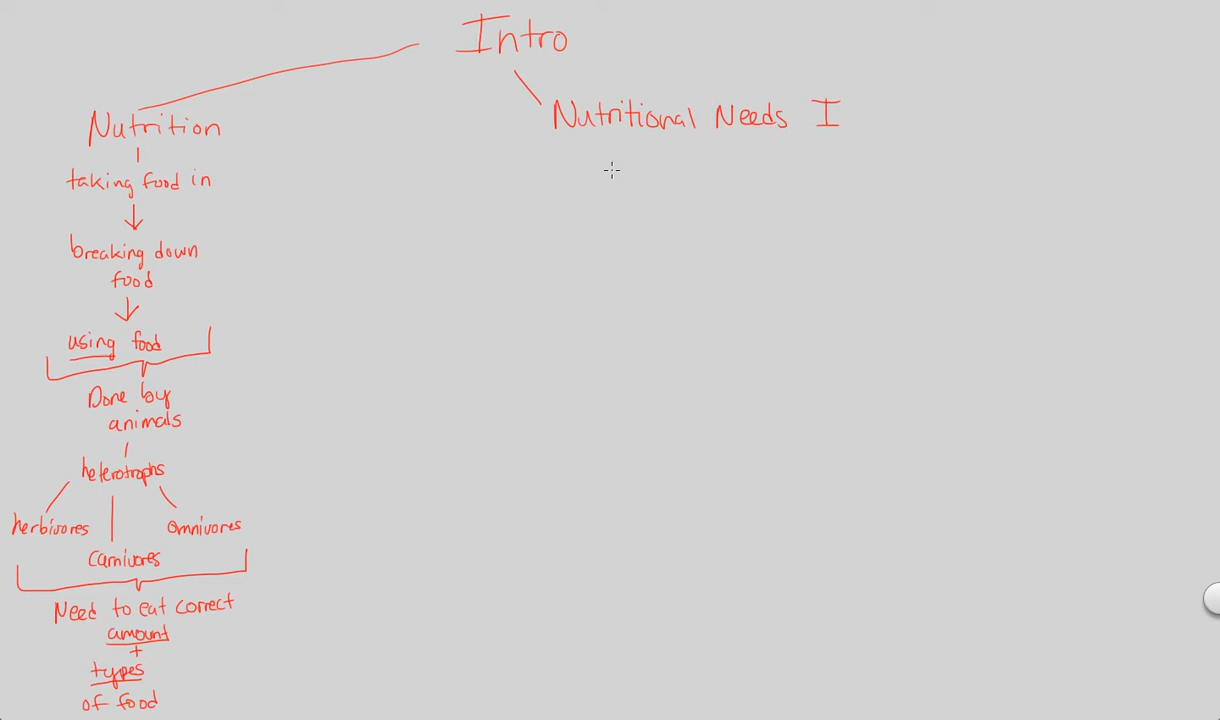 Intro
Nutrition
taking food in
breaking down
food
using food
Done by
animals
heterotrophs
herbivores
omnivores
carnivores
Need to eat correct
amount
+
types
of food
Nutritional Needs I